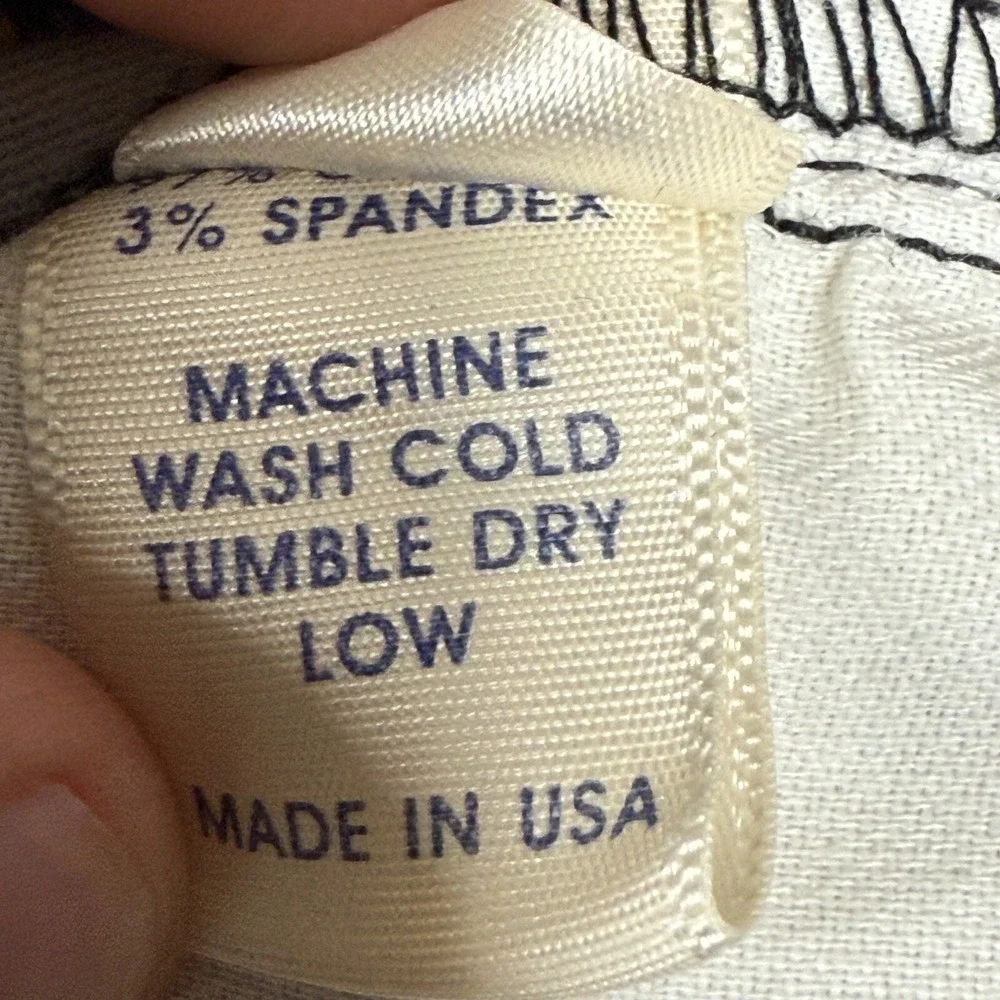 3% SPANDEX
MACHINE
WASH COLD
TUMBLE DRY
LOW
MADE IN USA